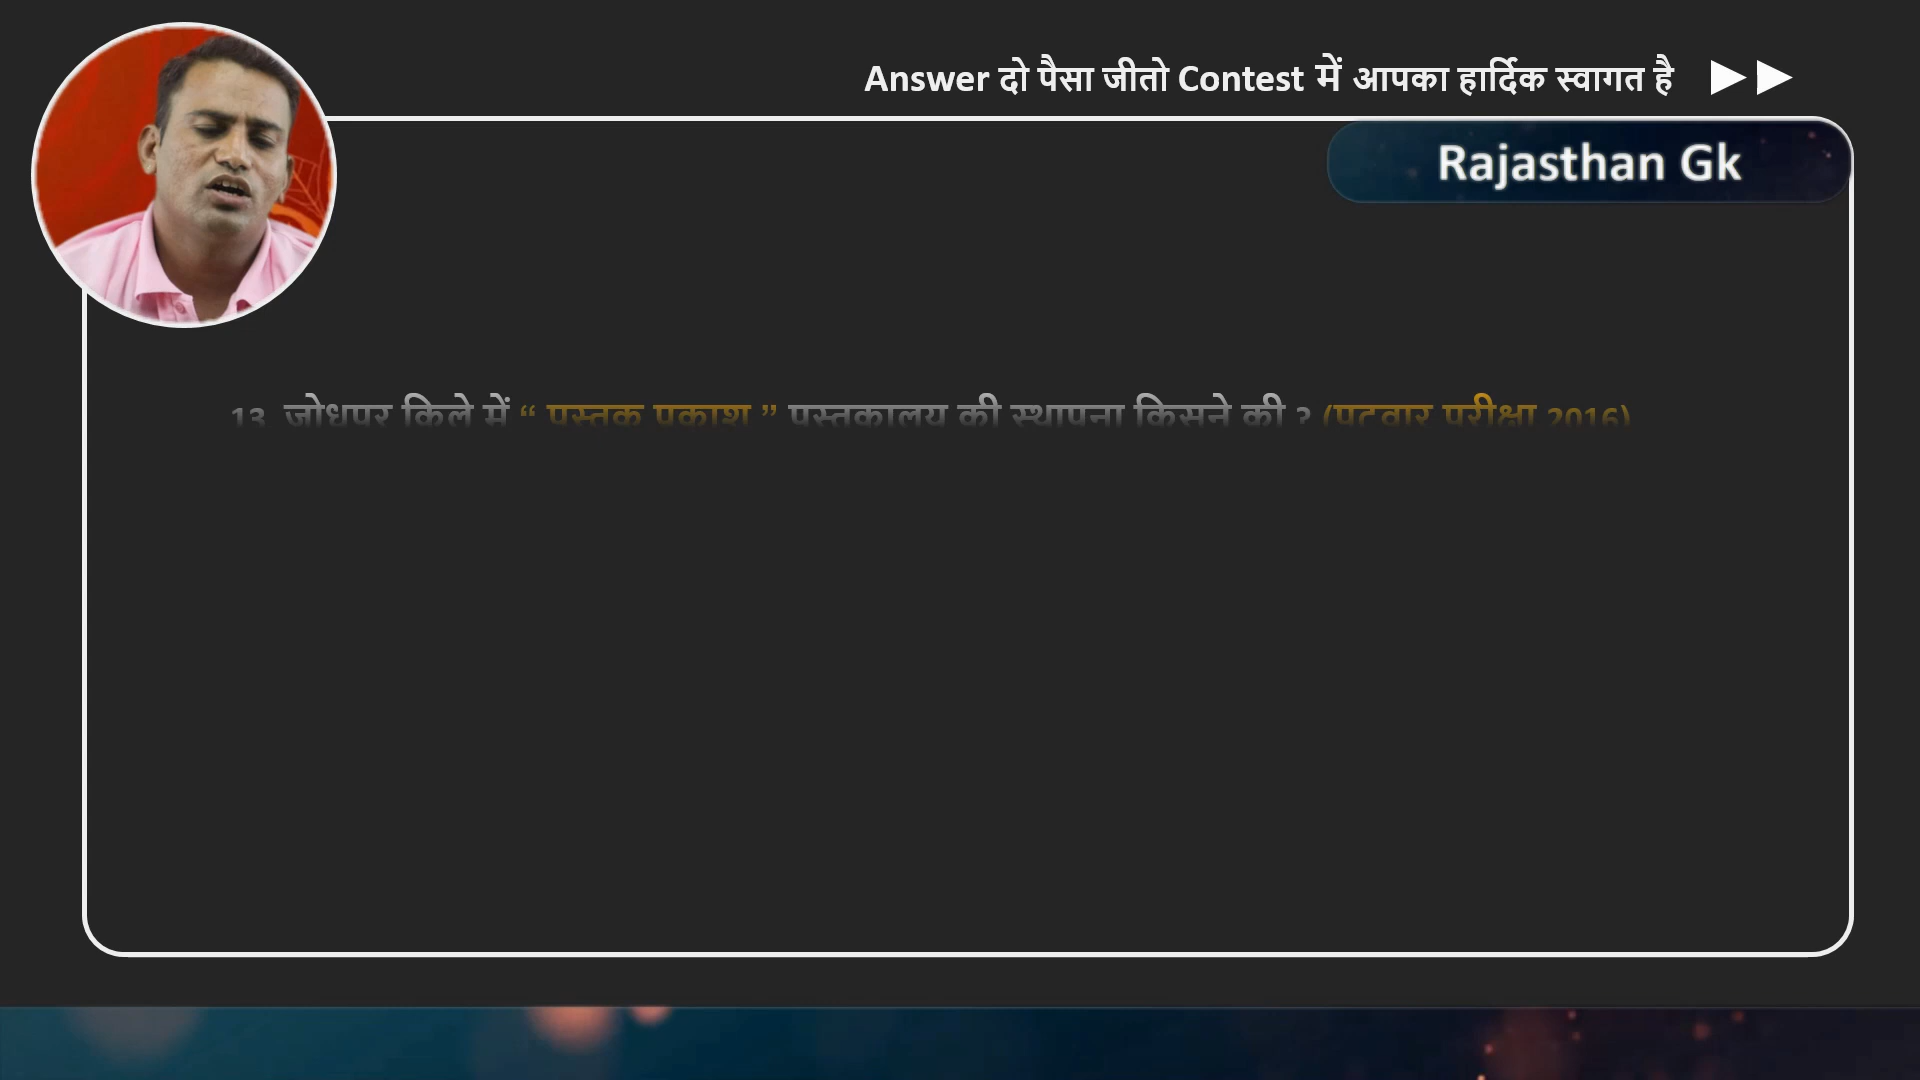 Answer दो पैसा जीतो Contest में आपका हार्दिक स्वागत है
Rajasthan Gk
13. जोधपुर किले में “ पुस्तक प्रकाश ” पुस्तकालय की स्थापना किसने की ? (पटवार परीक्षा 2016)